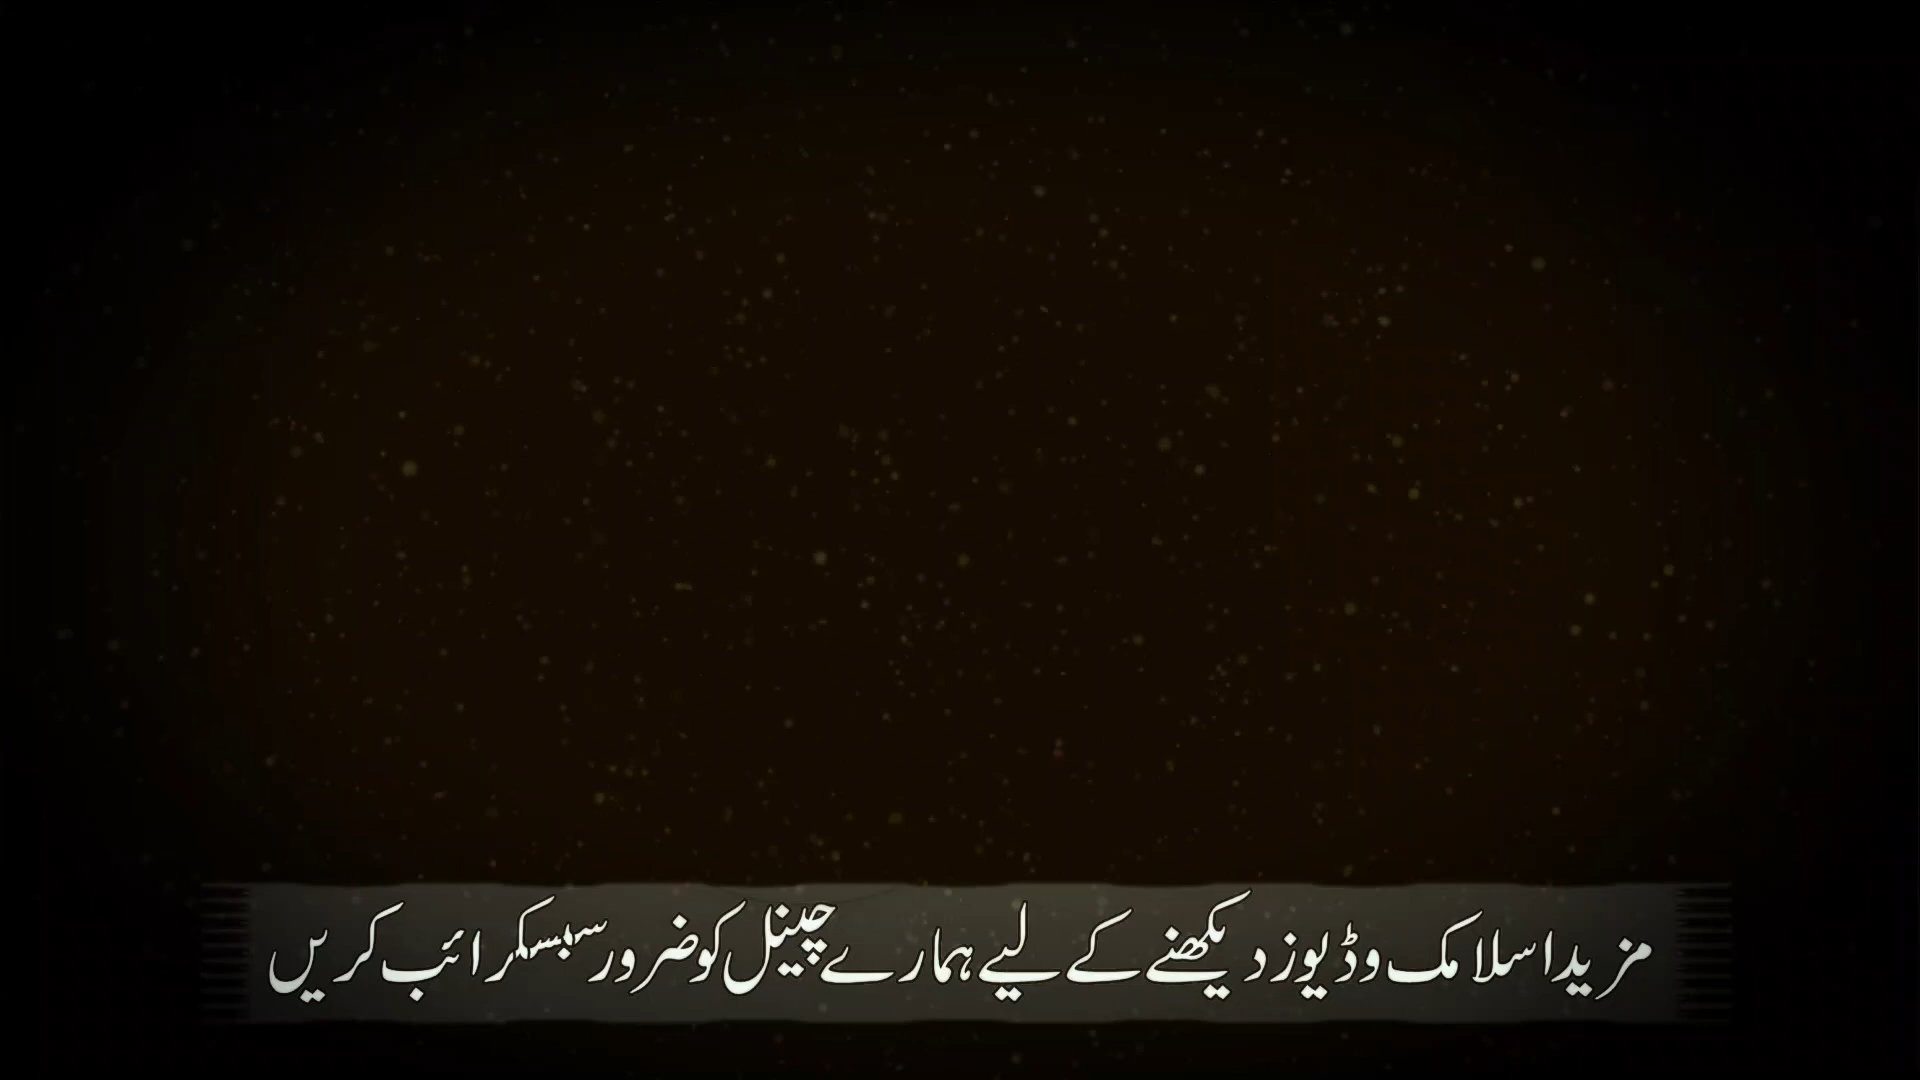 مزید اسلامک وڈیوز دیکھنے کے لیے ہمارے چینل کو ضرور سبسکرائب کریں